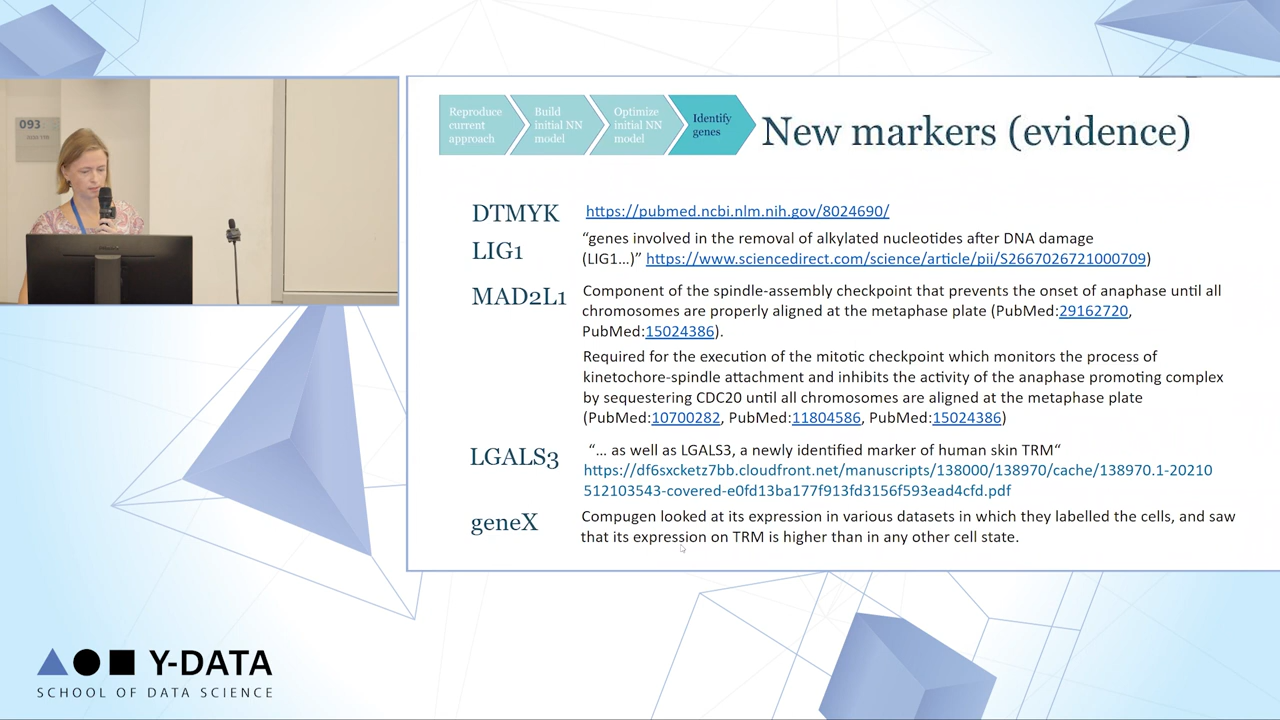 093
Reproduce
current
approach
Build
initial NN
model
Optimize
initial NN
model
Identify
genes
New markers (evidence)
DTMYK https://pubmed.ncbi.nlm.nih.gov/8024690/
LIG1 “genes involved in the removal of alkylated nucleotides after DNA damage
(LIG1...)” https://www.sciencedirect.com/science/article/pii/S2667026721000709)
MAD2L1 Component of the spindle-assembly checkpoint that prevents the onset of anaphase until all
chromosomes are properly aligned at the metaphase plate (PubMed:29162720,
PubMed:15024386).
Required for the execution of the mitotic checkpoint which monitors the process of
kinetochore-spindle attachment and inhibits the activity of the anaphase promoting complex
by sequestering CDC20 until all chromosomes are aligned at the metaphase plate
(PubMed:10700282, PubMed:11804586, PubMed:15024386)
LGALS3 “... as well as LGALS3, a newly identified marker of human skin TRM“
https://df6sxcketz7bb.cloudfront.net/manuscripts/138000/138970/cache/138970.1-20210
512103543-covered-e0fd13ba177f913fd3156f593ead4cfd.pdf
geneX Compugen looked at its expression in various datasets in which they labelled the cells, and saw
that its expression on TRM is higher than in any other cell state.
Y-DATA
SCHOOL OF DATA SCIENCE